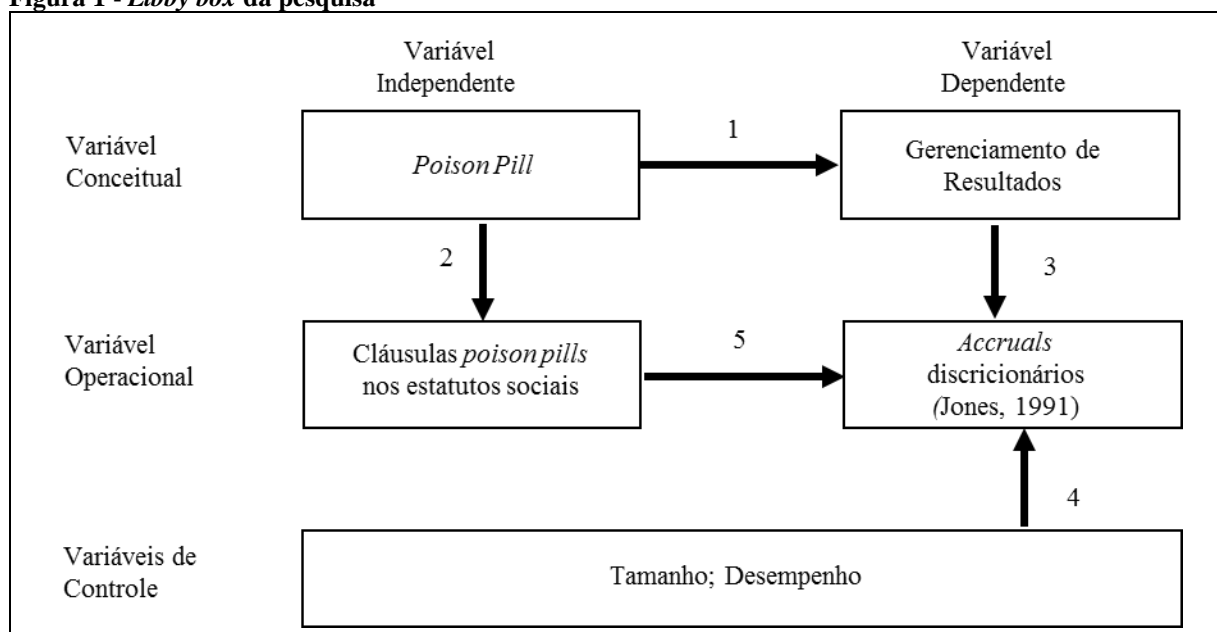 Figura 1 - Libby box da pesquisa
Variável
Independente
Variável
Dependente
Variável
Conceitual
Poison Pill
1
Gerenciamento de
Resultados
2
3
Variável
Operacional
Cláusulas poison pills
nos estatutos sociais
5
Accruals
discricionários
(Jones, 1991)
4
Variáveis de
Controle
Tamanho; Desempenho